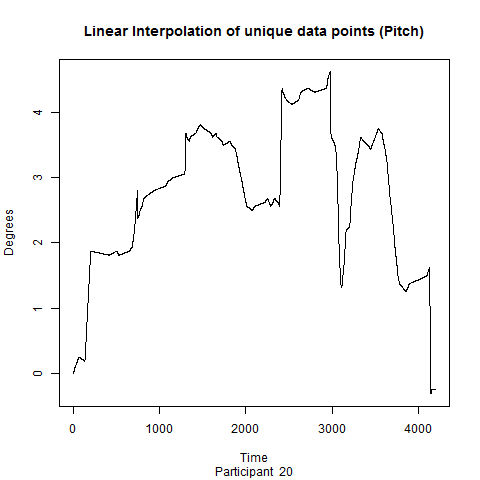 Linear Interpolation of unique data points (Pitch)
Degrees
4
3
2
1
0
0 1000 2000 3000 4000
Time
Participant 20